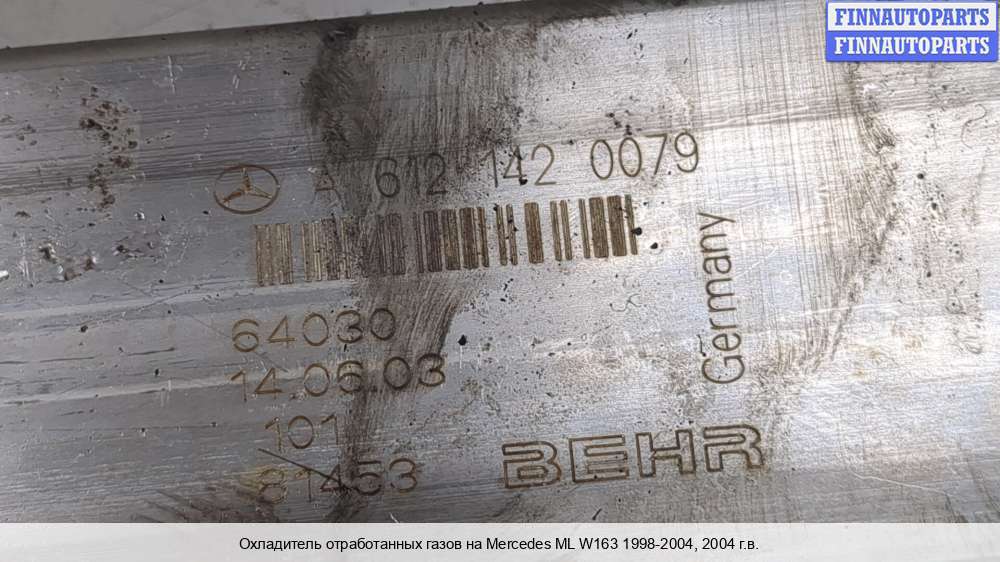 FINNAUTOPARTS
FINNAUTOPARTS
A 612 142 0079
Germany
64030
14.06.03
101
81453
BEHR
Охладитель отработанных газов на Mercedes ML W163 1998-2004, 2004 г.в.